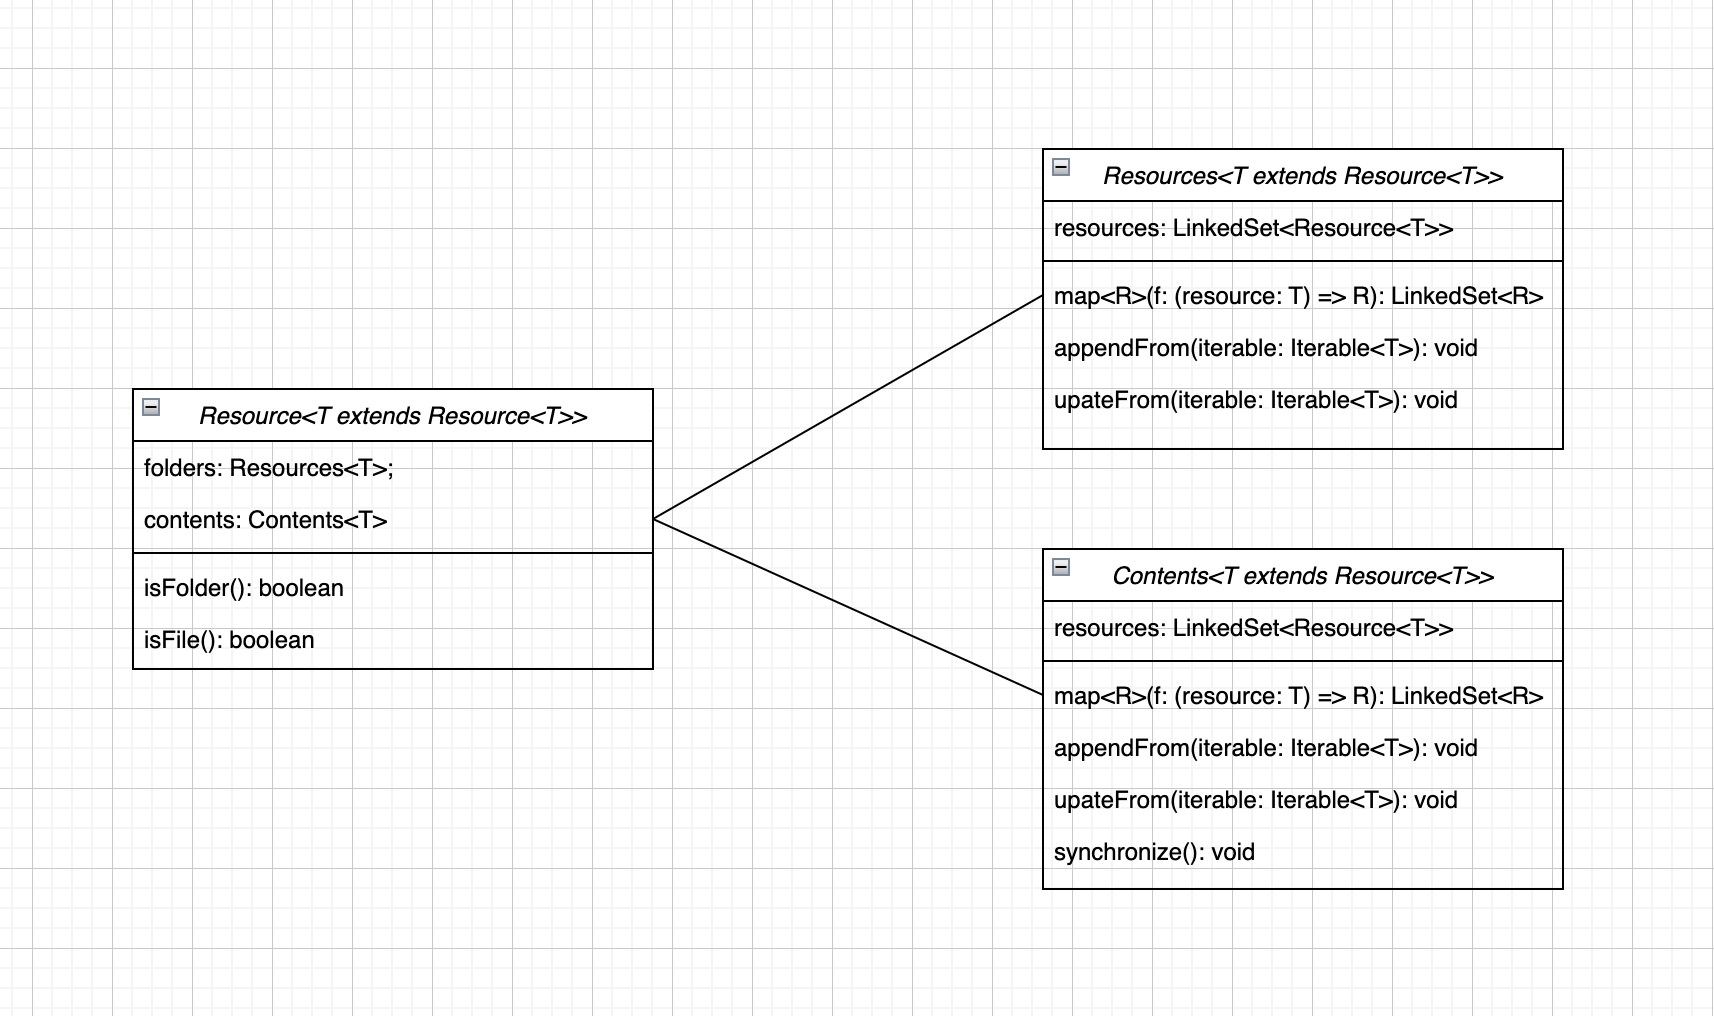 Resource<T extends Resource<T>>
folders: Resources<T>;
contents: Contents<T>
isFolder(): boolean
isFile(): boolean
Resources<T extends Resource<T>>
resources: LinkedSet<Resource<T>>
map<R>(f: (resource: T) => R): LinkedSet<R>
appendFrom(iterable: Iterable<T>): void
upateFrom(iterable: Iterable<T>): void
Contents<T extends Resource<T>>
resources: LinkedSet<Resource<T>>
map<R>(f: (resource: T) => R): LinkedSet<R>
appendFrom(iterable: Iterable<T>): void
upateFrom(iterable: Iterable<T>): void
synchronize(): void